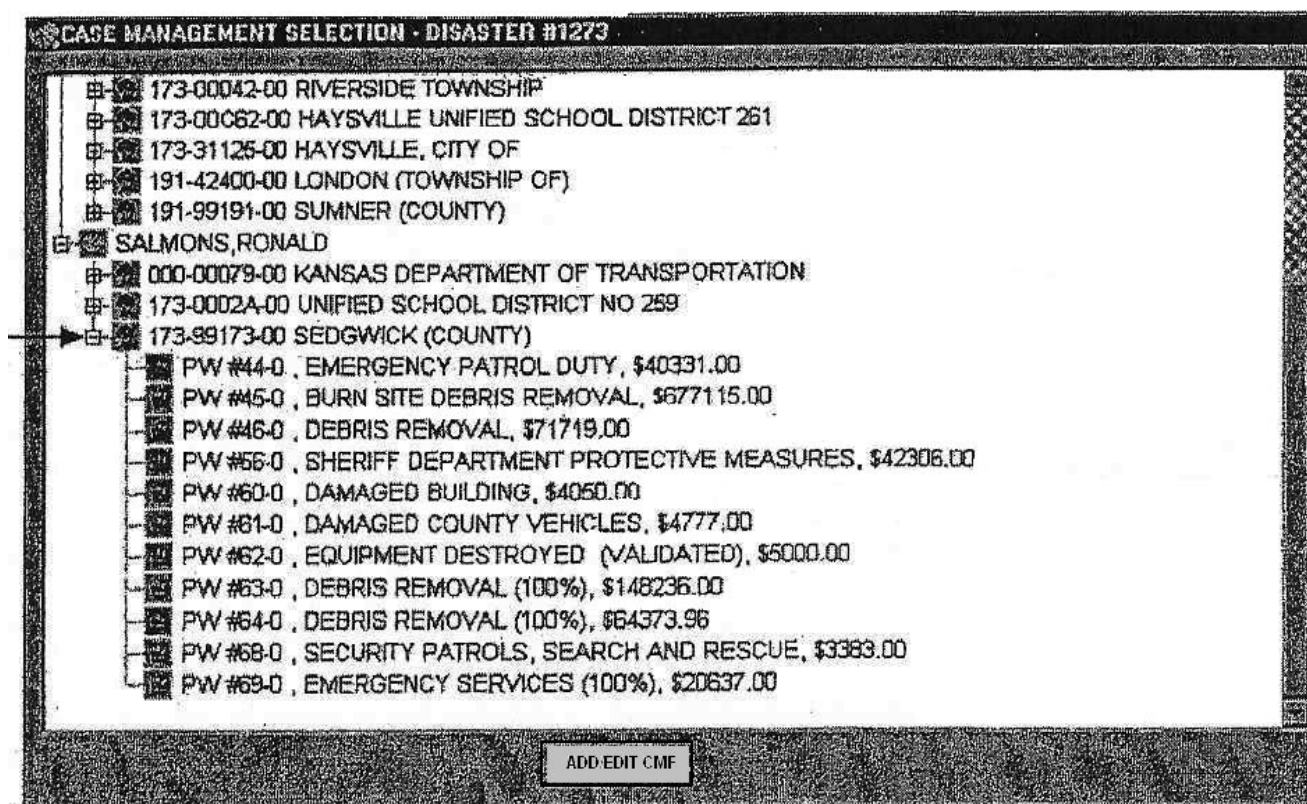 CASE MANAGEMENT SELECTION - DISASTER #1273
173-00042-00 RIVERSIDE TOWNSHIP
173-00C62-00 HAYSVILLE UNIFIED SCHOOL DISTRICT 261
173-31125-00 HAYSVILLE, CITY OF
191-42400-00 LONDON (TOWNSHIP OF)
191-99191-00 SUMNER (COUNTY)
SALMONS,RONALD
000-00079-00 KANSAS DEPARTMENT OF TRANSPORTATION
173-0002A-00 UNIFIED SCHOOL DISTRICT NO 259
173-99173-00 SEDGWICK (COUNTY)
PW #44-0 , EMERGENCY PATROL DUTY, $40331.00
PW #45-0 , BURN SITE DEBRIS REMOVAL, $677115.00
PW #46-0 , DEBRIS REMOVAL, $71719.00
PW #56-0 , SHERIFF DEPARTMENT PROTECTIVE MEASURES, $42306.00
PW #60-0 , DAMAGED BUILDING, $4050.00
PW #61-0 , DAMAGED COUNTY VEHICLES, $4777.00
PW #62-0 , EQUIPMENT DESTROYED (VALIDATED), $5000.00
PW #63-0 , DEBRIS REMOVAL (100%), $148236.00
PW #64-0 , DEBRIS REMOVAL (100%), $64373.96
PW #68-0 , SECURITY PATROLS, SEARCH AND RESCUE, $3383.00
PW #69-0 , EMERGENCY SERVICES (100%), $20637.00
ADD/EDIT CMF